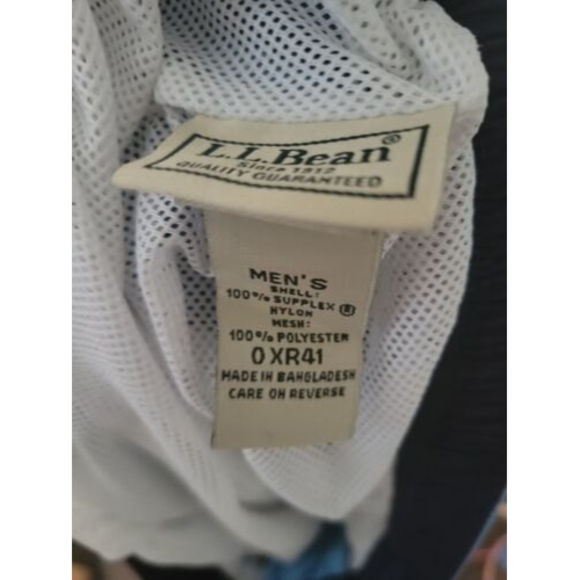 L.L.Bean®
Since 1912
QUALITY GUARANTEED
MEN'S
SHELL:
100% SUPPLEX ®
NYLON
MESH:
100% POLYESTER
0XR41
MADE IN BANGLADESH
CARE ON REVERSE